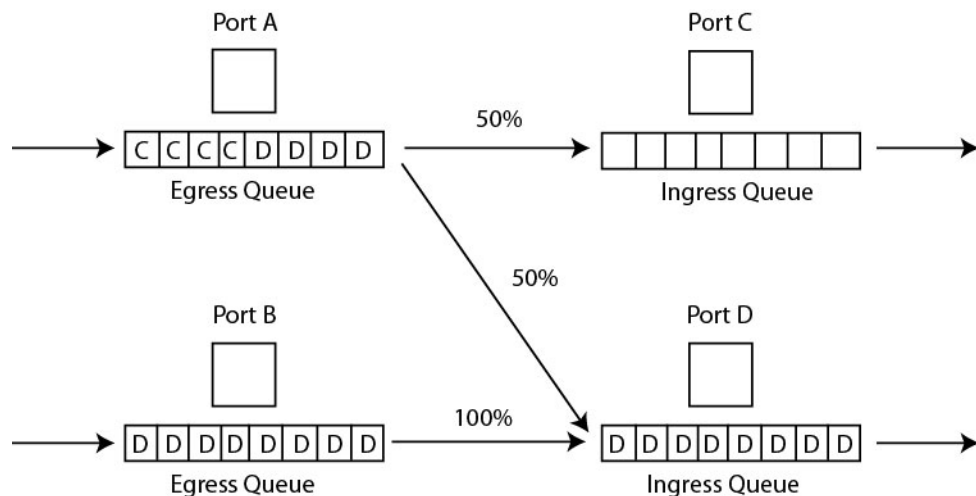 Port A
Port C
50%
C C C C D D D D
Egress Queue
Ingress Queue
50%
Port B
Port D
100%
D D D D D D D D
D D D D D D D D
Egress Queue
Ingress Queue